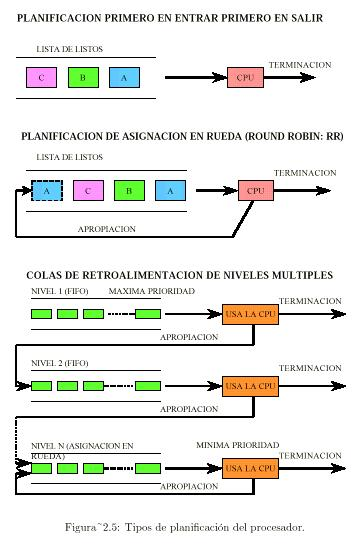 PLANIFICACION PRIMERO EN ENTRAR PRIMERO EN SALIR
LISTA DE LISTOS
TERMINACION
C B A CPU
PLANIFICACION DE ASIGNACION EN RUEDA (ROUND ROBIN: RR)
LISTA DE LISTOS
TERMINACION
A C B A CPU
APROPIACION
COLAS DE RETROALIMENTACION DE NIVELES MULTIPLES
NIVEL 1 (FIFO) MAXIMA PRIORIDAD
TERMINACION
USA LA CPU
APROPIACION
NIVEL 2 (FIFO)
TERMINACION
USA LA CPU
APROPIACION
NIVEL N (ASIGNACION EN
RUEDA)
MINIMA PRIORIDAD
TERMINACION
USA LA CPU
APROPIACION
Figura~2.5: Tipos de planificación del procesador.